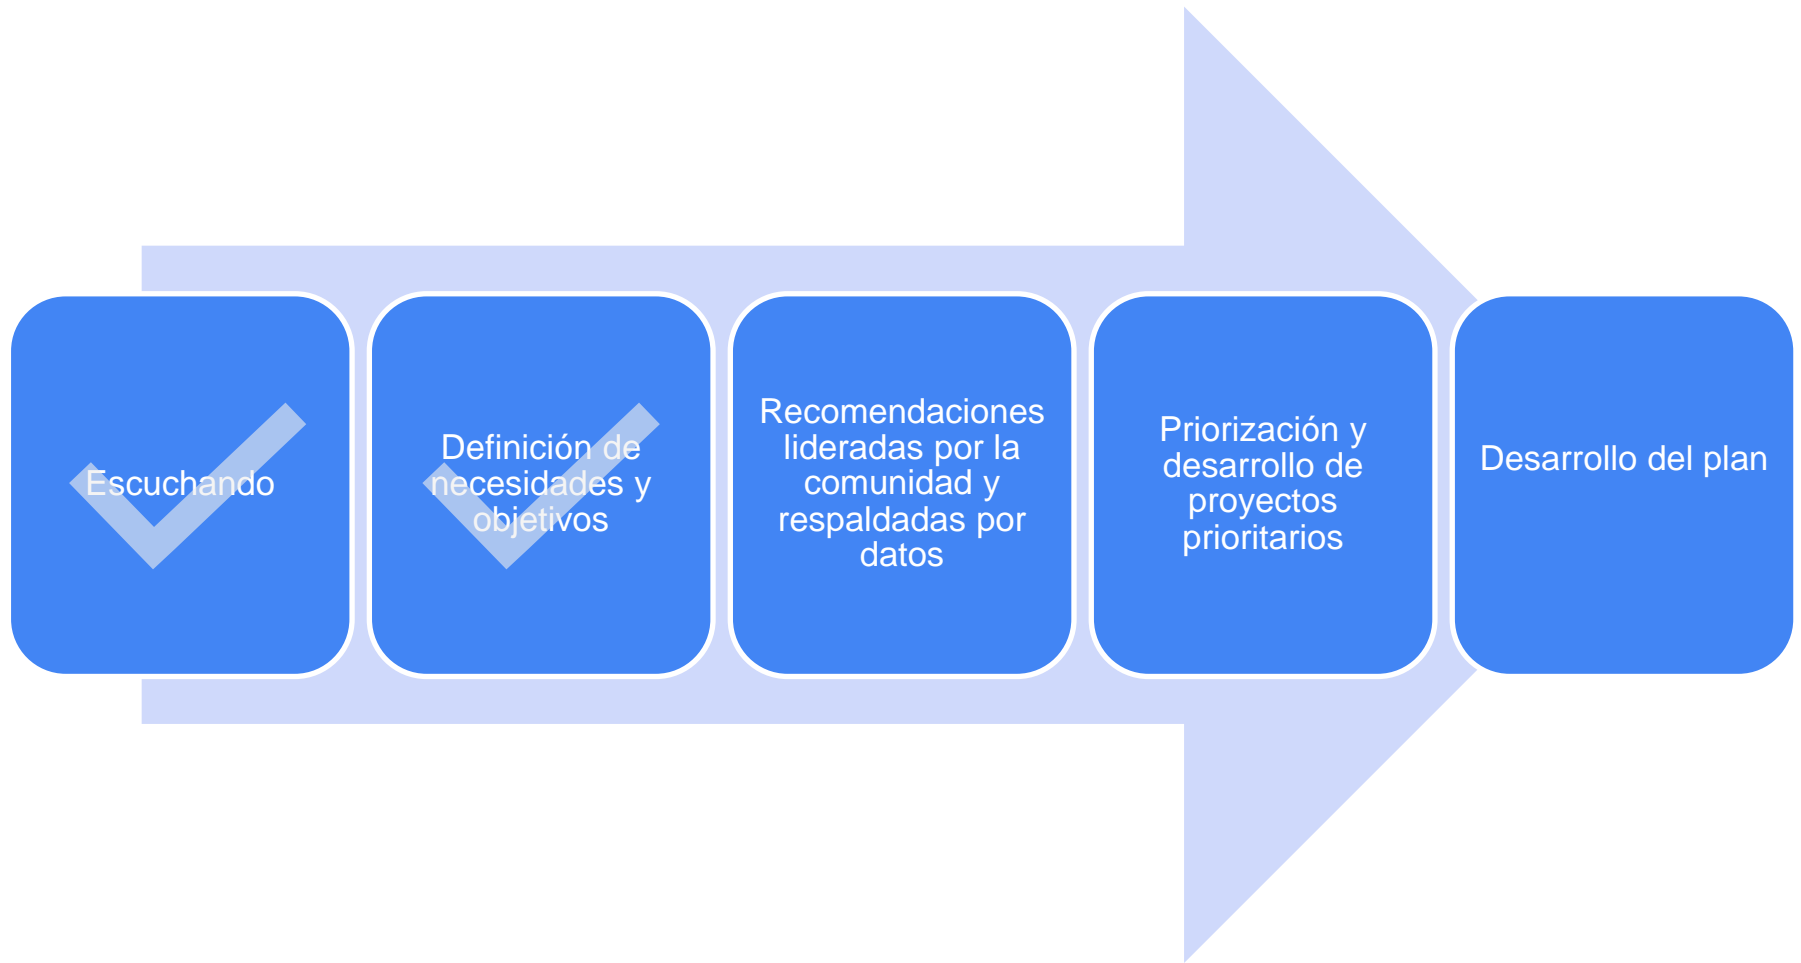 Escuchando
Definición de
necesidades y
objetivos
Recomendaciones
lideradas por la
comunidad y
respaldadas por
datos
Priorización y
desarrollo de
proyectos
prioritarios
Desarrollo del plan